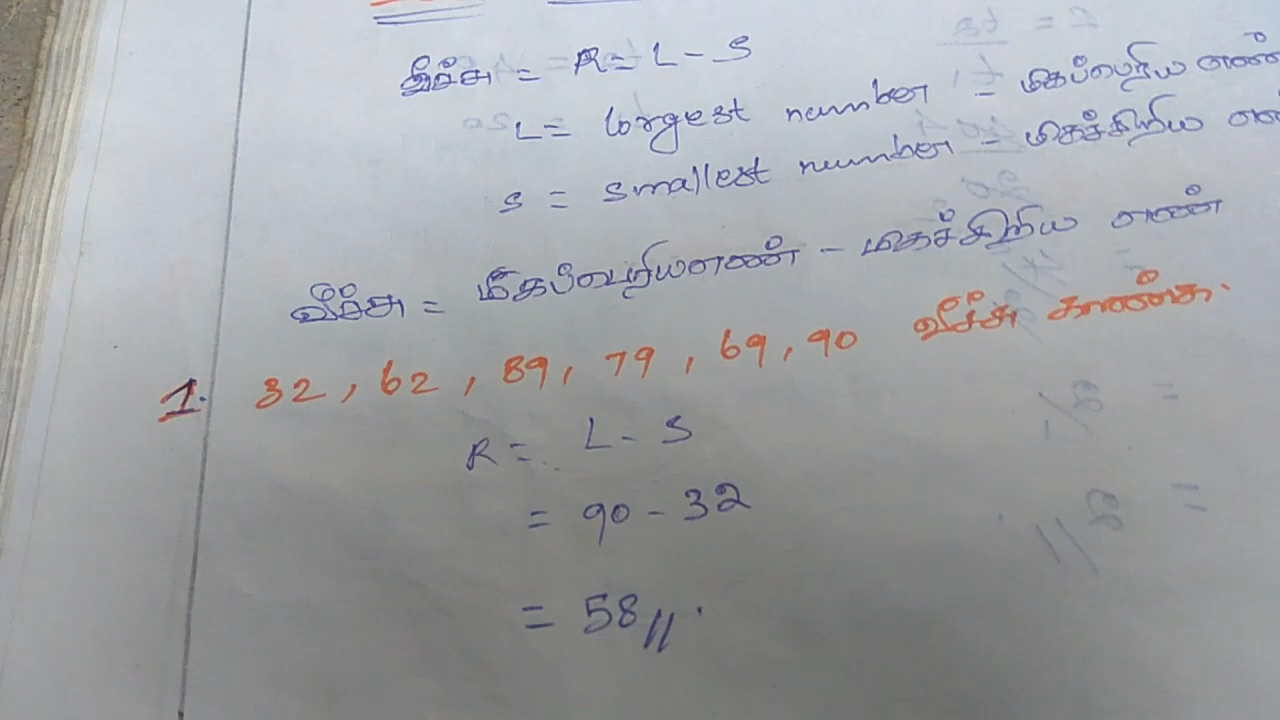 வீச்சு = R = L - S
L = largest number - மிகப்பெரிய எண்
S = smallest number - மிகச்சிறிய
வீச்சு = மிகப்பெரிய எண் - மிகச்சிறிய எண்
1. 32, 62, 89, 79, 69, 90 வீச்சு காண்க.
R = L - S
= 90 - 32
= 58//.